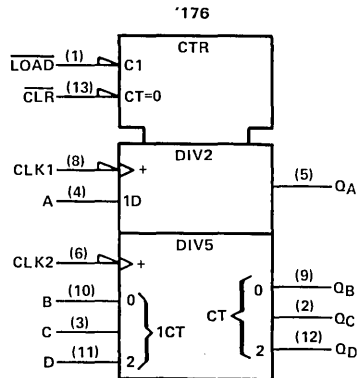 '176
CTR
LOAD (1) C1
CLR (13) CT=0
DIV2
CLK1 (8) +
(5) QA
A (4) 1D
DIV5
CLK2 (6) +
B (10) 0
0 (9) QB
C (3) 1CT
CT (2) QC
D (11) 2
2 (12) QD